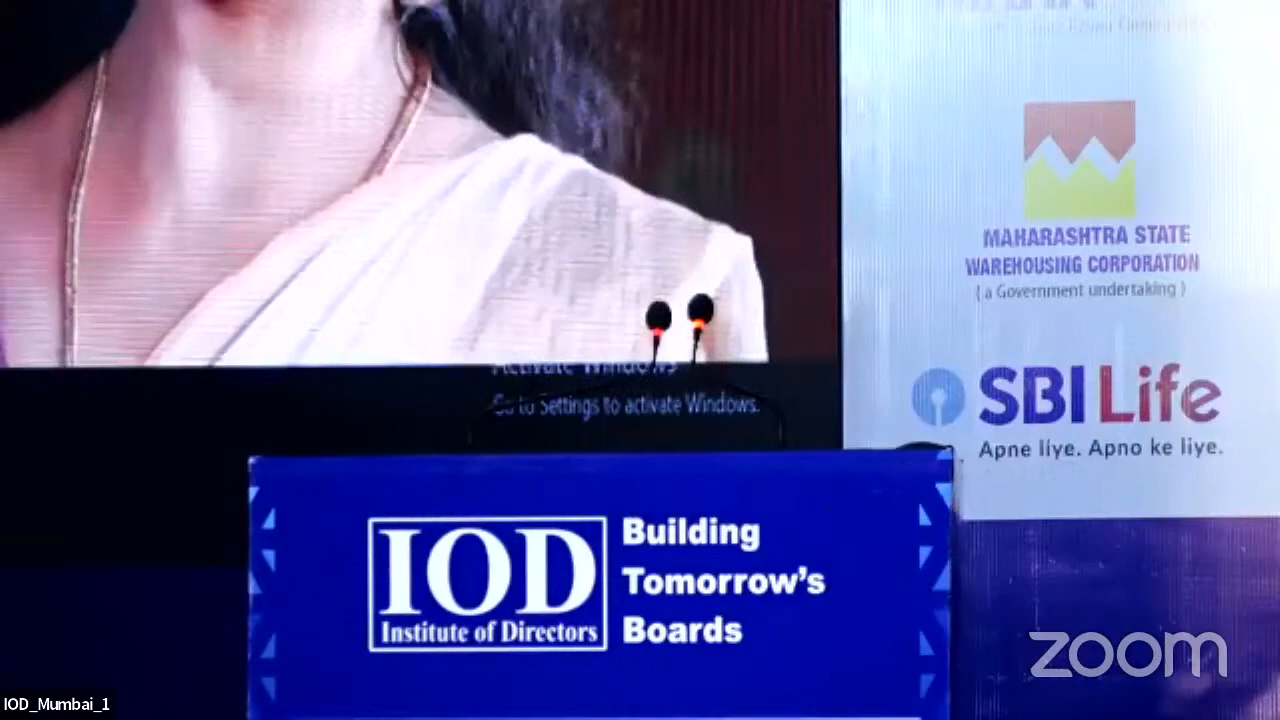 MAHARASHTRA STATE
WAREHOUSING CORPORATION
( a Government undertaking )
SBI Life
Apne liye. Apno ke liye.
Activate Windows
Go to Settings to activate Windows.
IOD
Institute of Directors
Building
Tomorrow's
Boards
zoom
IOD_Mumbai_1